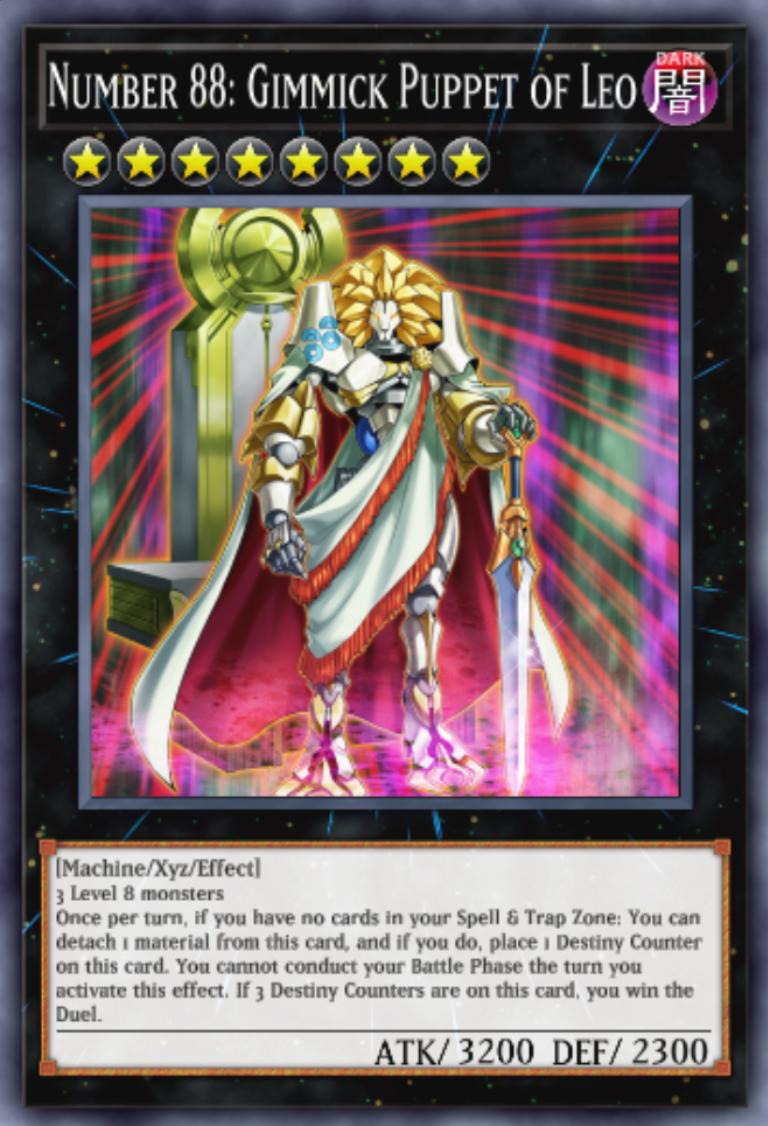 Number 88: Gimmick Puppet of Leo
DARK
闇
[Machine/Xyz/Effect]
3 Level 8 monsters
Once per turn, if you have no cards in your Spell & Trap Zone: You can
detach 1 material from this card, and if you do, place 1 Destiny Counter
on this card. You cannot conduct your Battle Phase the turn you
activate this effect. If 3 Destiny Counters are on this card, you win the
Duel.
ATK/ 3200 DEF/ 2300